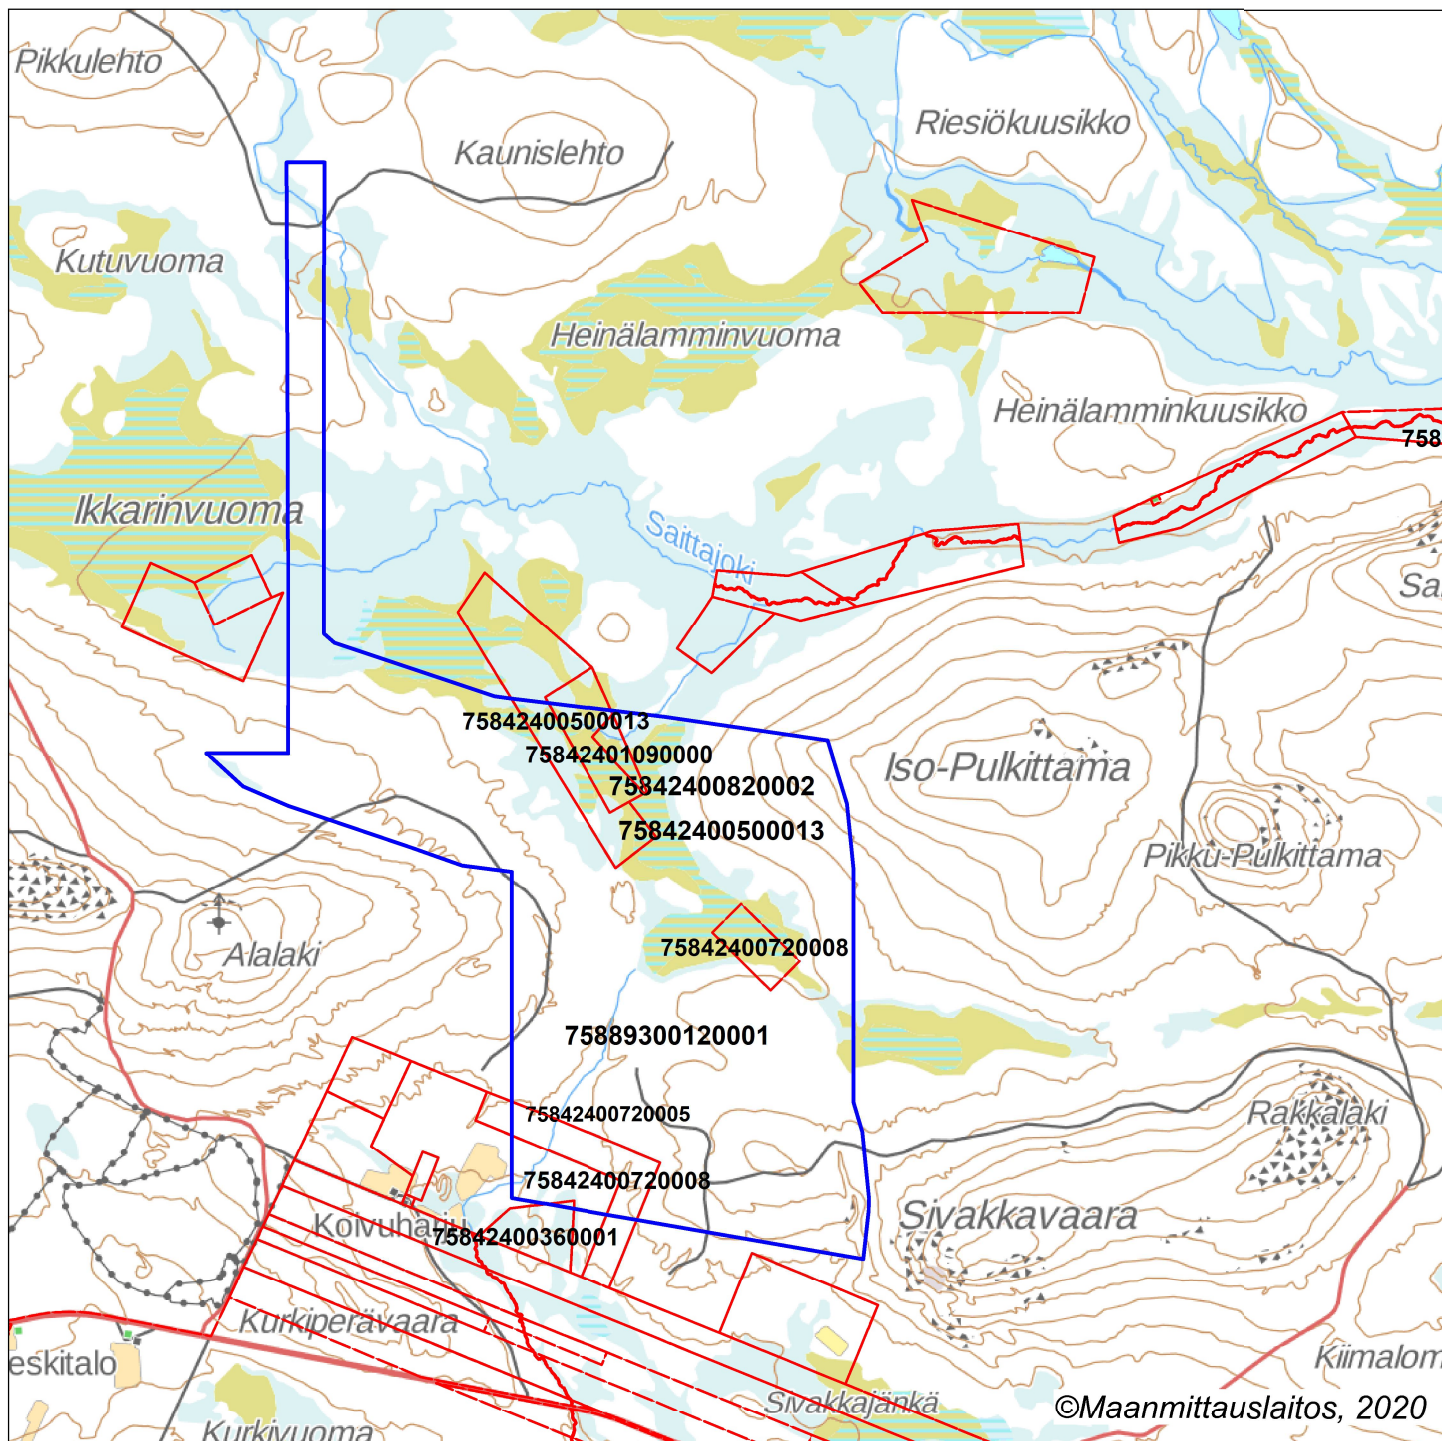 Pikkulehto
Riesiökuusikko
Kaunislehto
Kutuvuoma
Heinälamminvuoma
Heinälamminkuusikko
758
Ikkarinvuoma
Saittajoki
Sa
75842400500013
75842401090000
Iso-Pulkittama
75842400820002
75842400500013
Pikku-Pulkittama
75842400720008
Alalaki
75889300120001
75842400720005
Rakkalaki
75842400720008
Koivuharju
75842400360001
Sivakkavaara
Kurkiperävaara
eskitalo
Kiimalom
Sivakkajänkä
©Maanmittauslaitos, 2020
Kurkivuoma